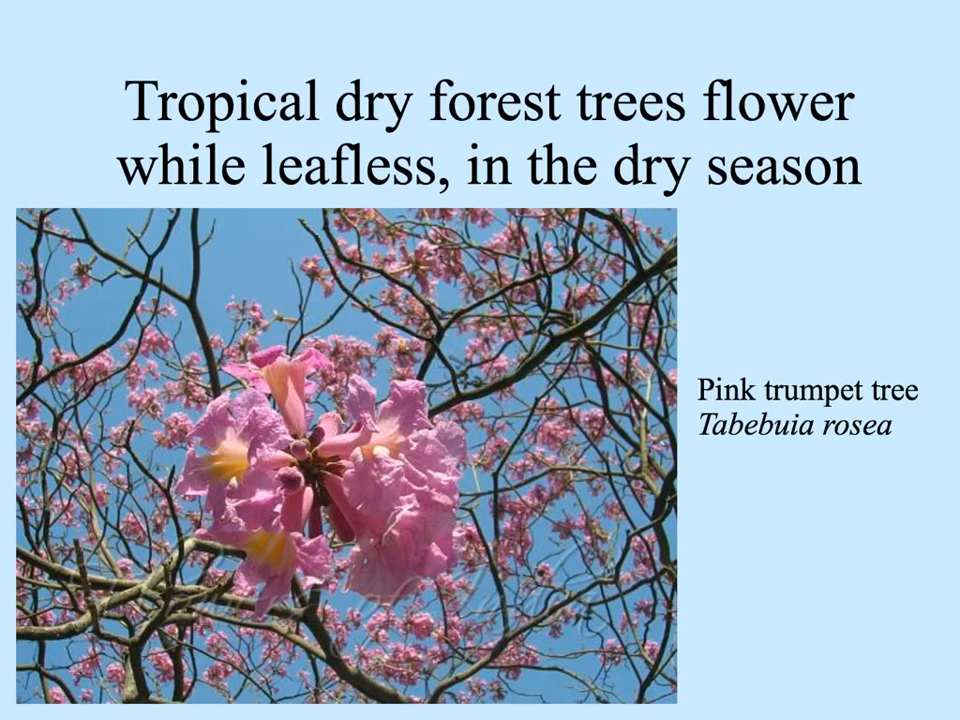 Tropical dry forest trees flower
while leafless, in the dry season
Pink trumpet tree
Tabebuia rosea